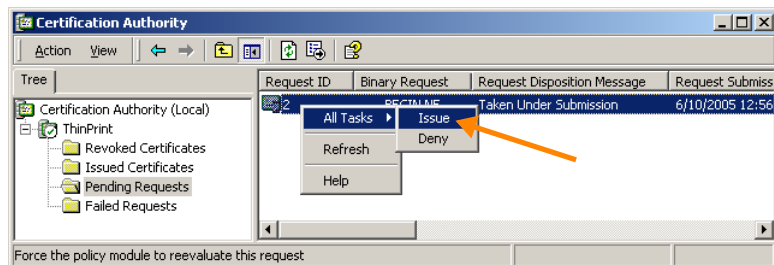 Certification Authority
Action View
Tree
Request ID Binary Request Request Disposition Message Request Submiss
Certification Authority (Local)
ThinPrint
Revoked Certificates
Issued Certificates
Pending Requests
Failed Requests
2 Taken Under Submission 6/10/2005 12:56
All Tasks Issue
Deny
Refresh
Help
Force the policy module to reevaluate this request